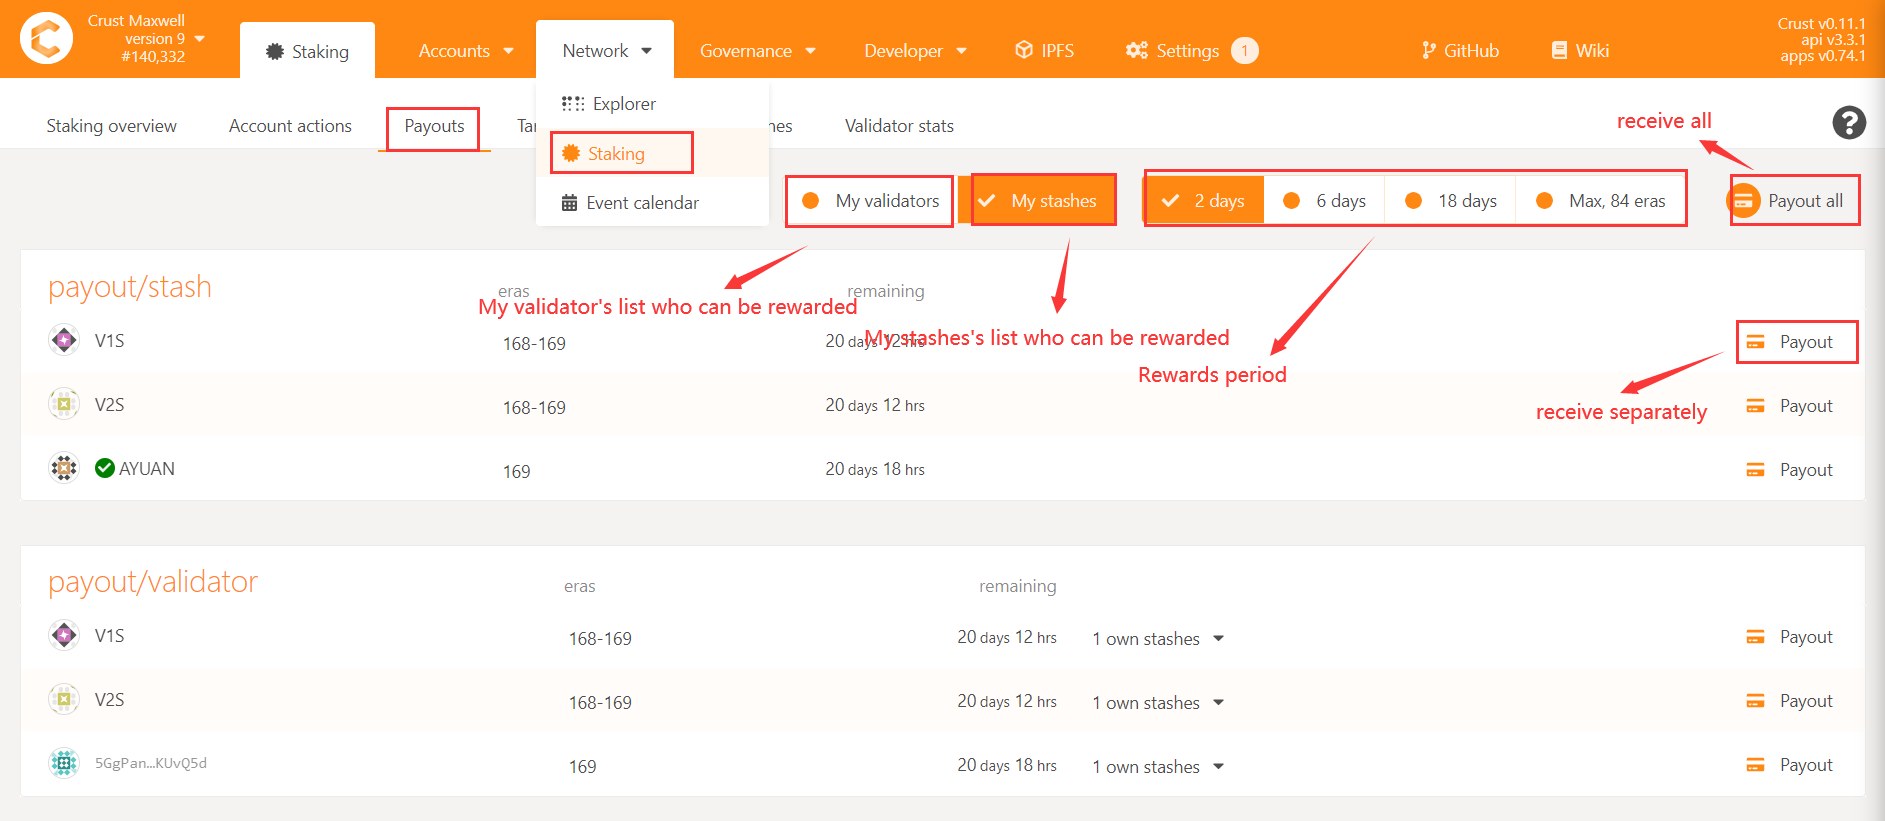 Crust Maxwell
version 9
#140,332
Staking
Accounts
Network
Governance
Developer
IPFS
Settings 1
GitHub
Wiki
Crust v0.11.1
api v3.3.1
apps v0.74.1
Explorer
Staking
Event calendar
Staking overview
Account actions
Payouts
Validator stats
receive all
?
My validators
My stashes
2 days
6 days
18 days
Max, 84 eras
Payout all
payout/stash
eras
remaining
My validator's list who can be rewarded
My stashes's list who can be rewarded
Rewards period
receive separately
V1S 168-169 20 days 12 hrs Payout
V2S 168-169 20 days 12 hrs Payout
AYUAN 169 20 days 18 hrs Payout
payout/validator
eras
remaining
V1S 168-169 20 days 12 hrs 1 own stashes Payout
V2S 168-169 20 days 12 hrs 1 own stashes Payout
5GgPan...KUvQ5d 169 20 days 18 hrs 1 own stashes Payout